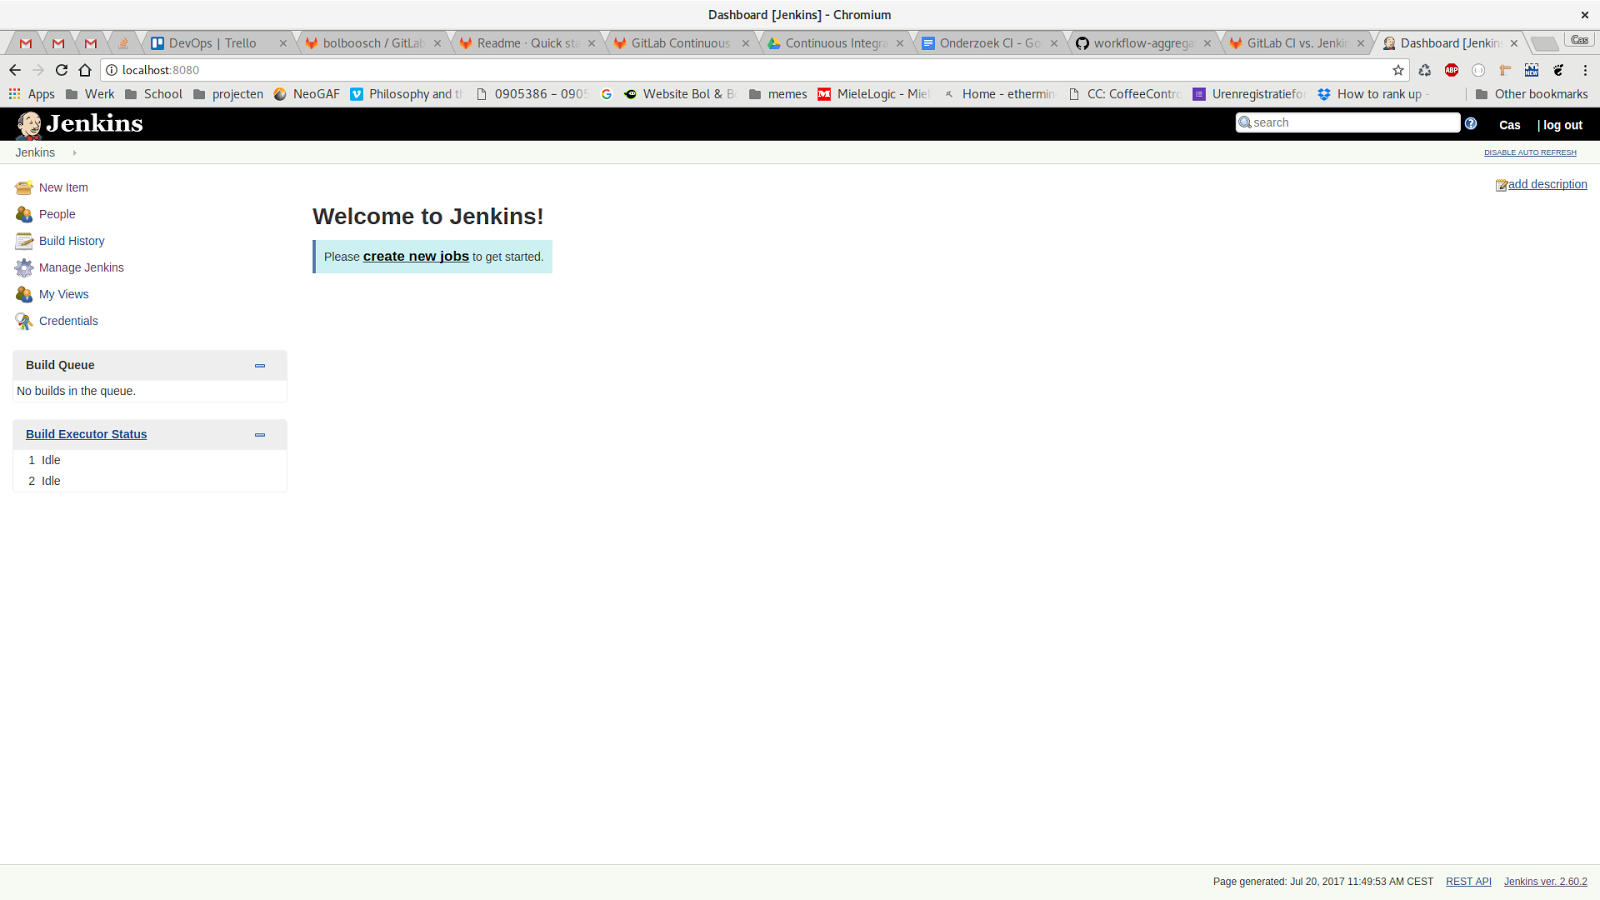 Dashboard [Jenkins] - Chromium
DevOps | Trello
bolboosch / GitLab
Readme · Quick sta
GitLab Continuous
Continuous Integra
Onderzoek CI - Go
workflow-aggrega
GitLab CI vs. Jenkin
Dashboard [Jenkins
Cas
localhost:8080
ABP
NEW
Apps
Werk
School
projecten
NeoGAF
Philosophy and th
0905386 – 0905
Website Bol & Bo
memes
MieleLogic - Miel
Home - ethermin
CC: CoffeeContro
Urenregistratiefor
How to rank up -
Other bookmarks
Jenkins
search
Cas
| log out
Jenkins
DISABLE AUTO REFRESH
New Item
People
Build History
Manage Jenkins
My Views
Credentials
add description
Welcome to Jenkins!
Please create new jobs to get started.
Build Queue
No builds in the queue.
Build Executor Status
1 Idle
2 Idle
Page generated: Jul 20, 2017 11:49:53 AM CEST
REST API
Jenkins ver. 2.60.2